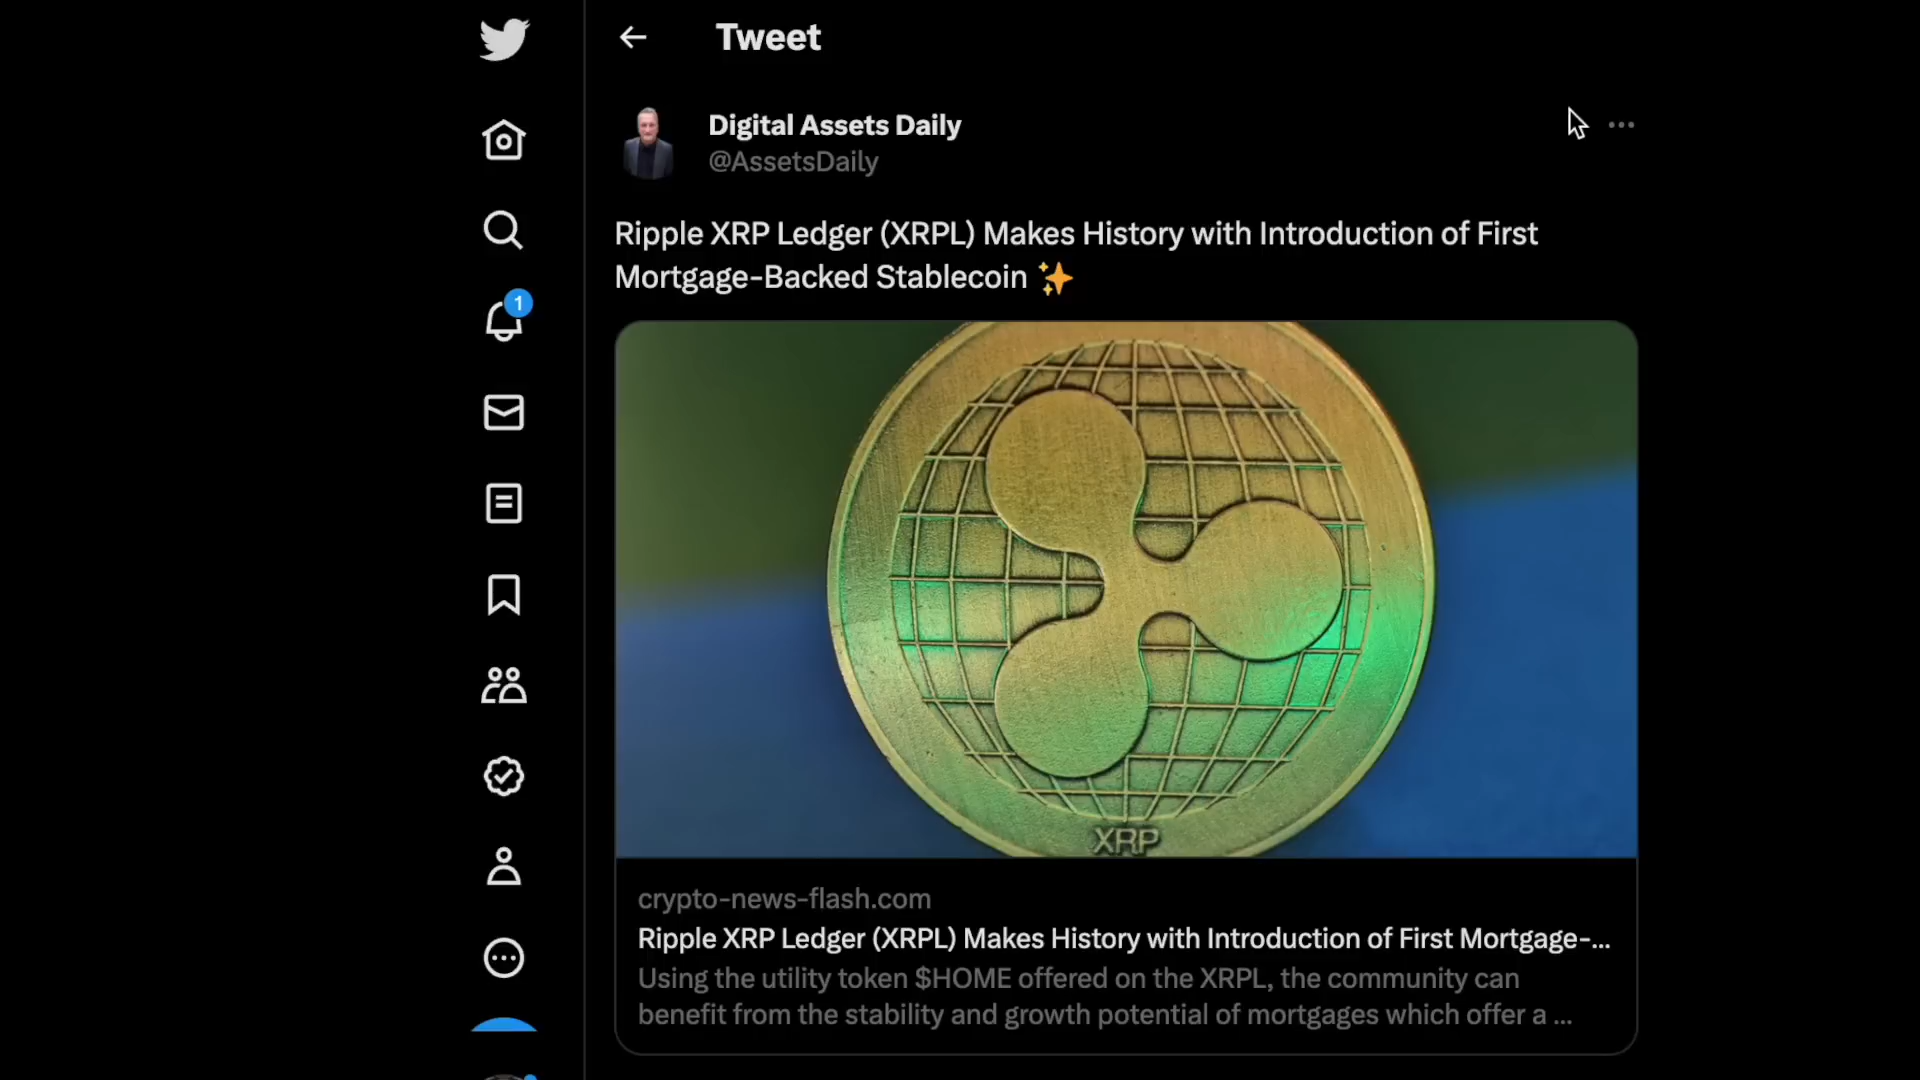 Tweet
Digital Assets Daily
@AssetsDaily
Ripple XRP Ledger (XRPL) Makes History with Introduction of First
Mortgage-Backed Stablecoin ✨
1
XRP
crypto-news-flash.com
Ripple XRP Ledger (XRPL) Makes History with Introduction of First Mortgage-...
Using the utility token $HOME offered on the XRPL, the community can
benefit from the stability and growth potential of mortgages which offer a ...